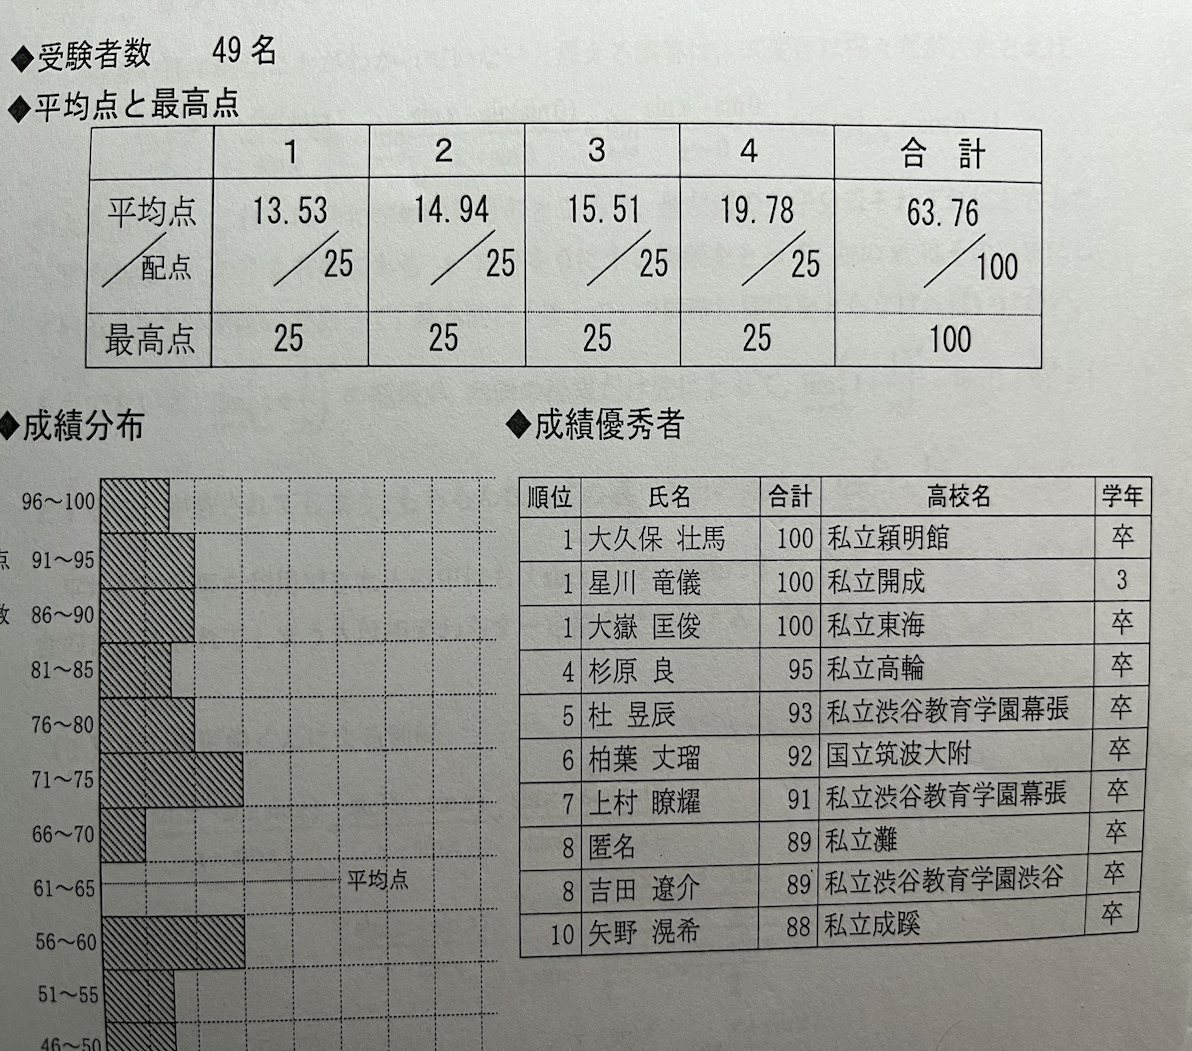 ◆受験者数 49名
◆平均点と最高点
1 2 3 4 合 計
平均点 13.53 14.94 15.51 19.78 63.76
／配点 ／25 ／25 ／25 ／25 ／100
最高点 25 25 25 25 100
◆成績分布
96～100
点 91～95
数 86～90
81～85
76～80
71～75
66～70
61～65 平均点
56～60
51～55
46～50
◆成績優秀者
順位 氏名 合計 高校名 学年
1 大久保 壮馬 100 私立穎明館 卒
1 星川 竜儀 100 私立開成 3
1 大嶽 匡俊 100 私立東海 卒
4 杉原 良 95 私立高輪 卒
5 杜 昱辰 93 私立渋谷教育学園幕張 卒
6 柏葉 丈瑠 92 国立筑波大附 卒
7 上村 瞭耀 91 私立渋谷教育学園幕張 卒
8 匿名 89 私立灘 卒
8 吉田 遼介 89 私立渋谷教育学園渋谷 卒
10 矢野 滉希 88 私立成蹊 卒